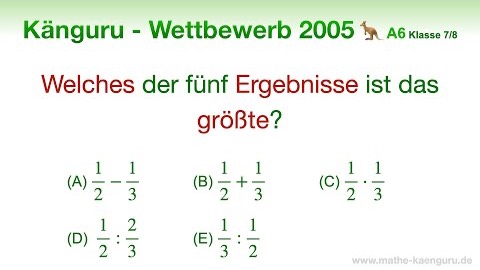 Känguru - Wettbewerb 2005 🦘 A6 Klasse 7/8
Welches der fünf Ergebnisse ist das
größte?
(A) 1/2 − 1/3 (B) 1/2 + 1/3 (C) 1/2 · 1/3
(D) 1/2 : 2/3 (E) 1/3 : 1/2
www.mathe-kaenguru.de